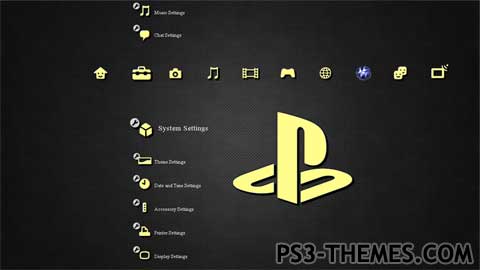 Music Settings
Chat Settings
System Settings
Theme Settings
Date and Time Settings
Accessory Settings
Printer Settings
Display Settings
PS3-THEMES.COM